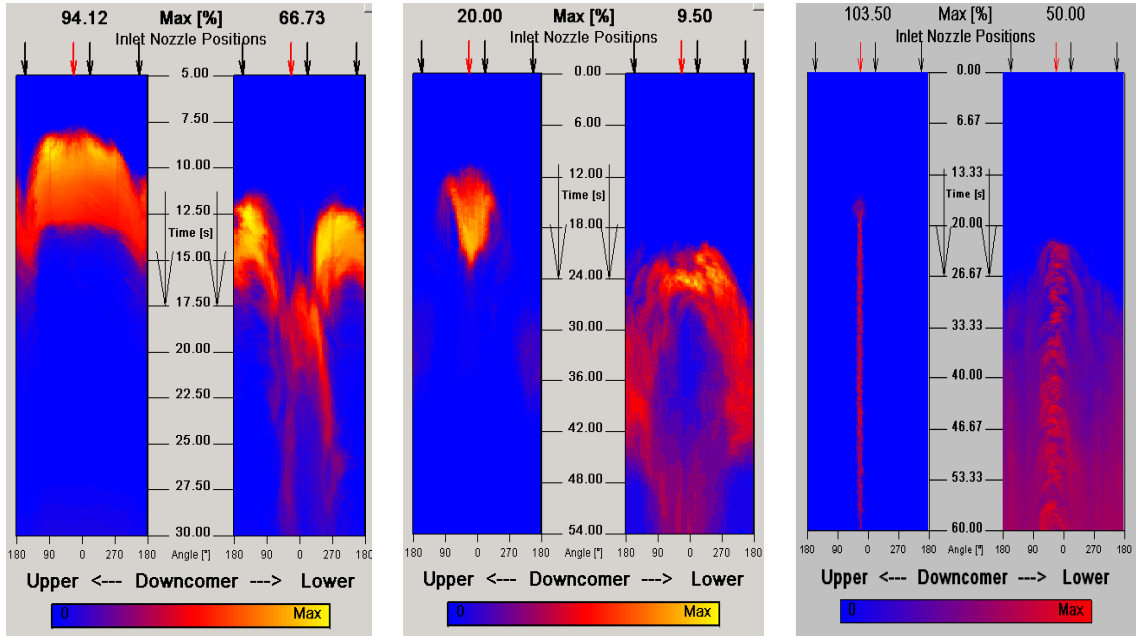 94.12 Max [%] 66.73
Inlet Nozzle Positions
5.00
7.50
10.00
12.50
Time [s]
15.00
17.50
20.00
22.50
25.00
27.50
30.00
180 90 0 270 180 Angle [°] 180 90 0 270 180
Upper <--- Downcomer ---> Lower
0 Max
20.00 Max [%] 9.50
Inlet Nozzle Positions
0.00
6.00
12.00
Time [s]
18.00
24.00
30.00
36.00
42.00
48.00
54.00
180 90 0 270 180 Angle [°] 180 90 0 270 180
Upper <--- Downcomer ---> Lower
0 Max
103.50 Max [%] 50.00
Inlet Nozzle Positions
0.00
6.67
13.33
Time [s]
20.00
26.67
33.33
40.00
46.67
53.33
60.00
180 90 0 270 180 Angle [°] 180 90 0 270 180
Upper <--- Downcomer ---> Lower
0 Max